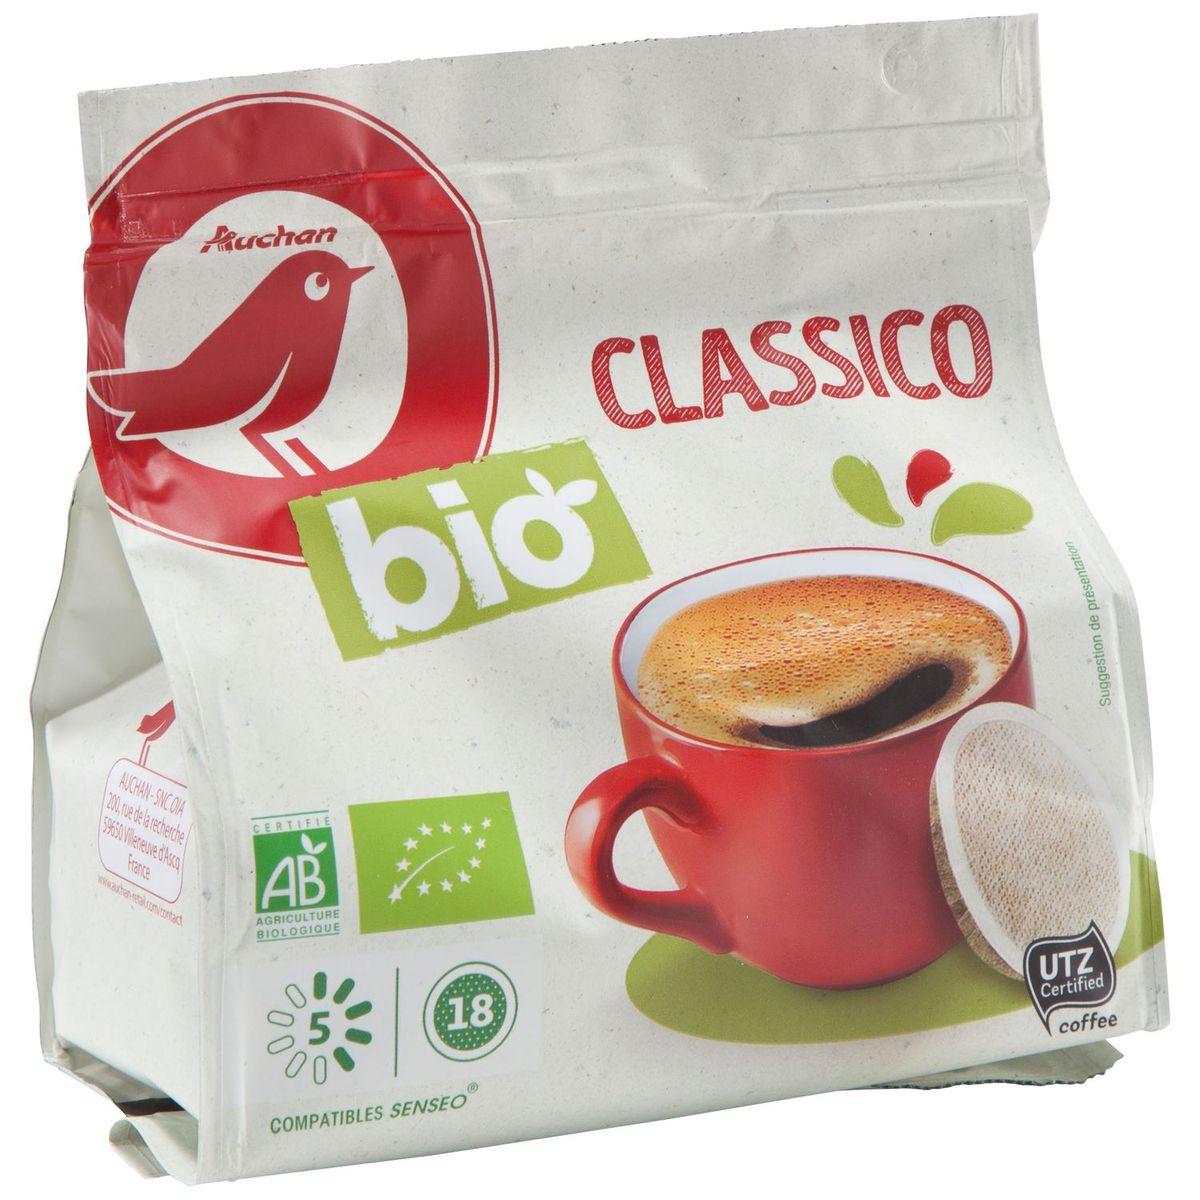 Auchan
CLASSICO
bio
Suggestion de présentation
AUCHAN - SNC OIA
200, rue de la recherche
59650 Villeneuve d'Ascq
France
www.auchan-retail.com/contact
CERTIFIÉ
AB
AGRICULTURE
BIOLOGIQUE
5
18
UTZ
Certified
coffee
COMPATIBLES SENSEO®